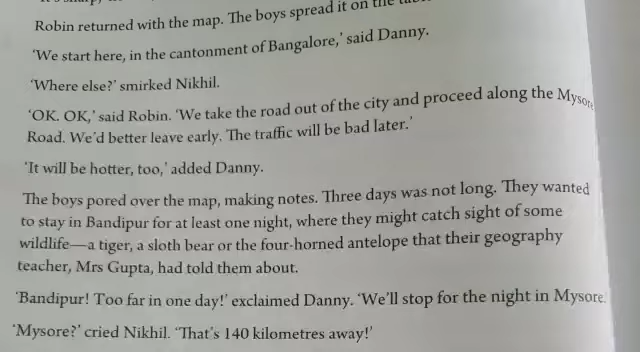 Robin returned with the map. The boys spread it on the
‘We start here, in the cantonment of Bangalore,’ said Danny.
‘Where else?’ smirked Nikhil.
‘OK. OK,’ said Robin. ‘We take the road out of the city and proceed along the Mysore
Road. We’d better leave early. The traffic will be bad later.’
‘It will be hotter, too,’ added Danny.
The boys pored over the map, making notes. Three days was not long. They wanted
to stay in Bandipur for at least one night, where they might catch sight of some
wildlife—a tiger, a sloth bear or the four-horned antelope that their geography
teacher, Mrs Gupta, had told them about.
‘Bandipur! Too far in one day!’ exclaimed Danny. ‘We’ll stop for the night in Mysore.
‘Mysore?’ cried Nikhil. ‘That’s 140 kilometres away!’